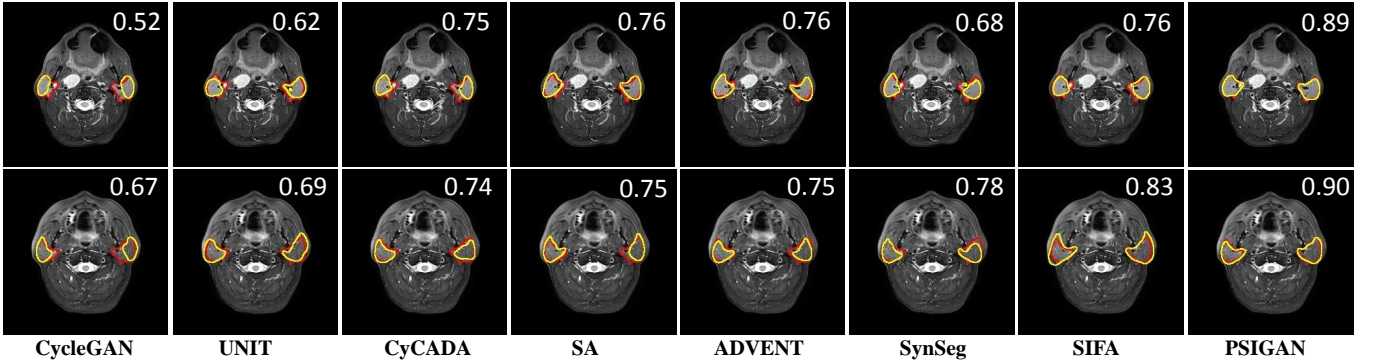 0.52 0.62 0.75 0.76 0.76 0.68 0.76 0.89
0.67 0.69 0.74 0.75 0.75 0.78 0.83 0.90
CycleGAN UNIT CyCADA SA ADVENT SynSeg SIFA PSIGAN